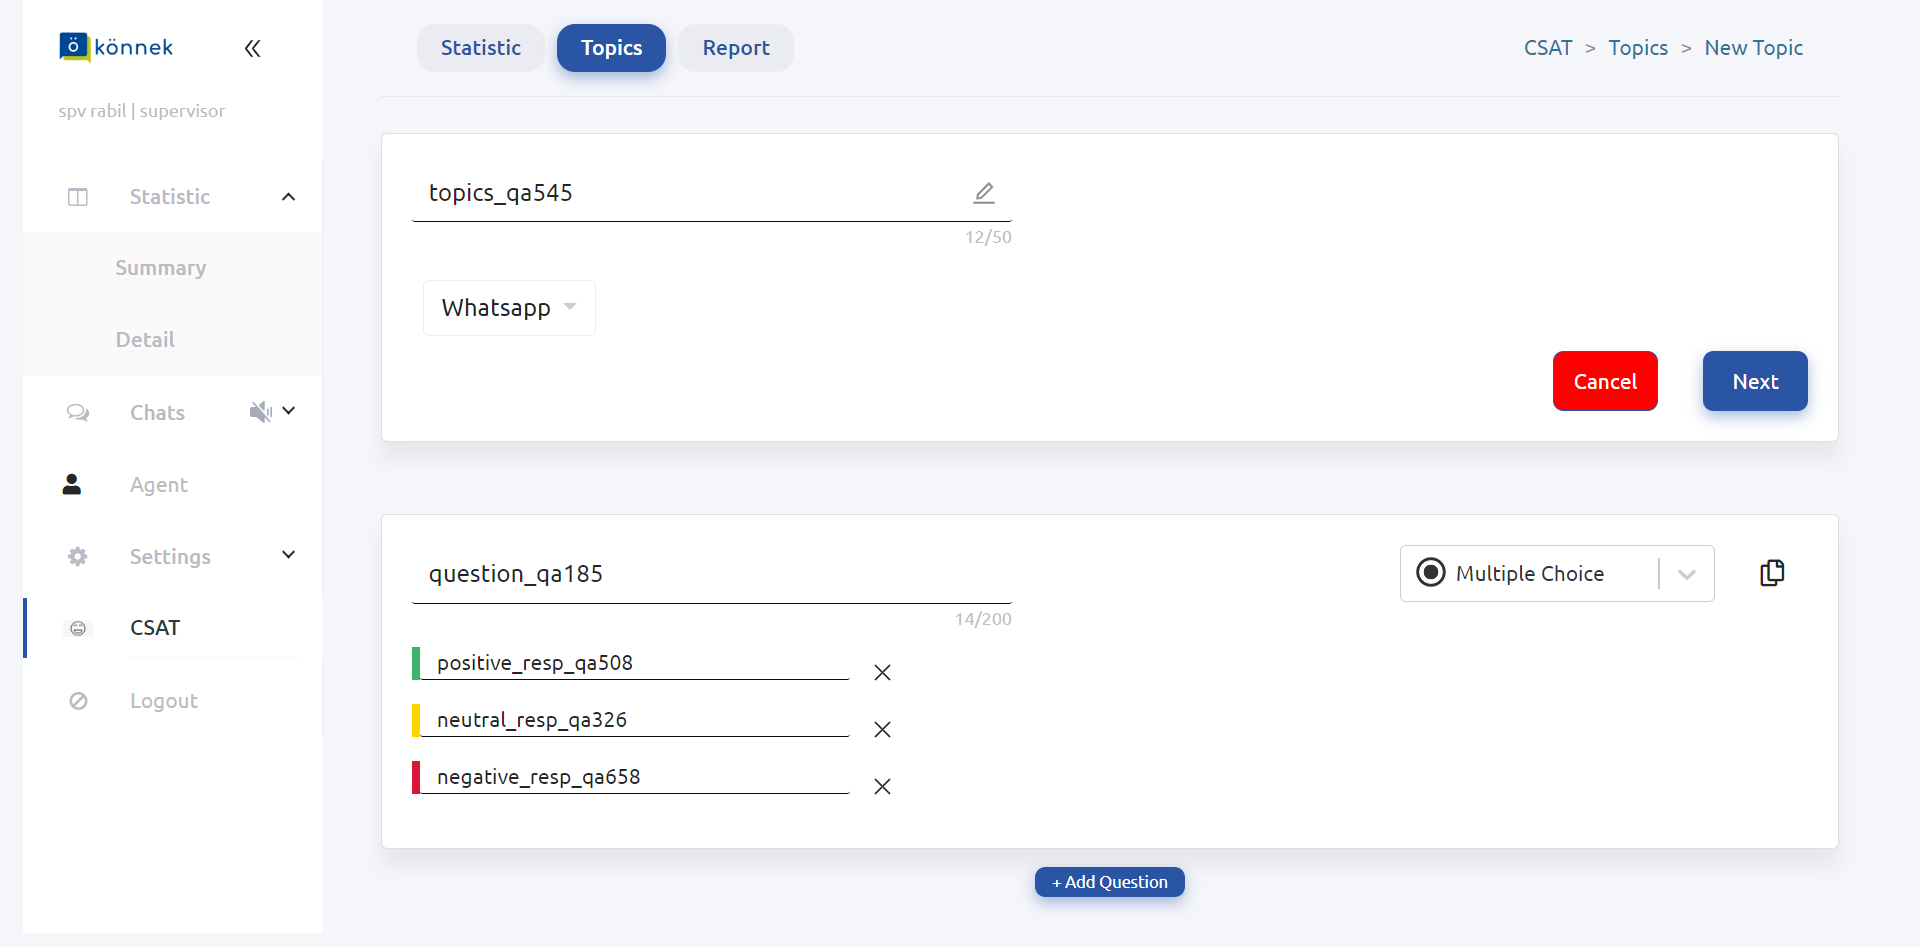 könnek
spv rabil | supervisor
Statistic
Summary
Detail
Chats
Agent
Settings
CSAT
Logout
Statistic
Topics
Report
CSAT > Topics > New Topic
topics_qa545
12/50
Whatsapp
Cancel
Next
question_qa185
Multiple Choice
14/200
positive_resp_qa508
neutral_resp_qa326
negative_resp_qa658
+ Add Question